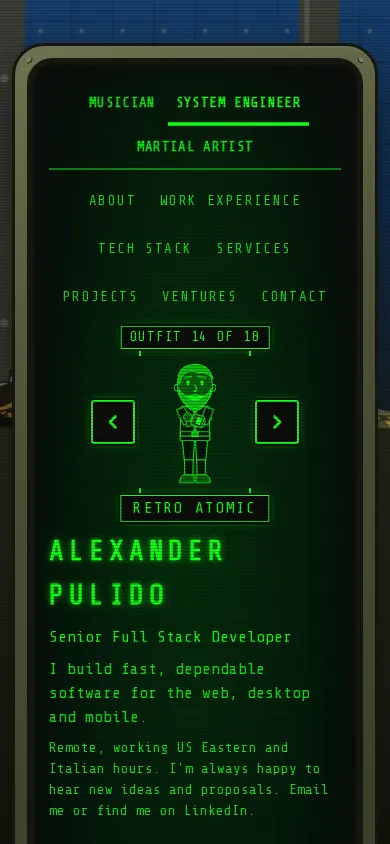 MUSICIAN SYSTEM ENGINEER
MARTIAL ARTIST
ABOUT WORK EXPERIENCE
TECH STACK SERVICES
PROJECTS VENTURES CONTACT
OUTFIT 14 OF 18
RETRO ATOMIC
ALEXANDER
PULIDO
Senior Full Stack Developer
I build fast, dependable
software for the web, desktop
and mobile.
Remote, working US Eastern and
Italian hours. I'm always happy to
hear new ideas and proposals. Email
me or find me on LinkedIn.